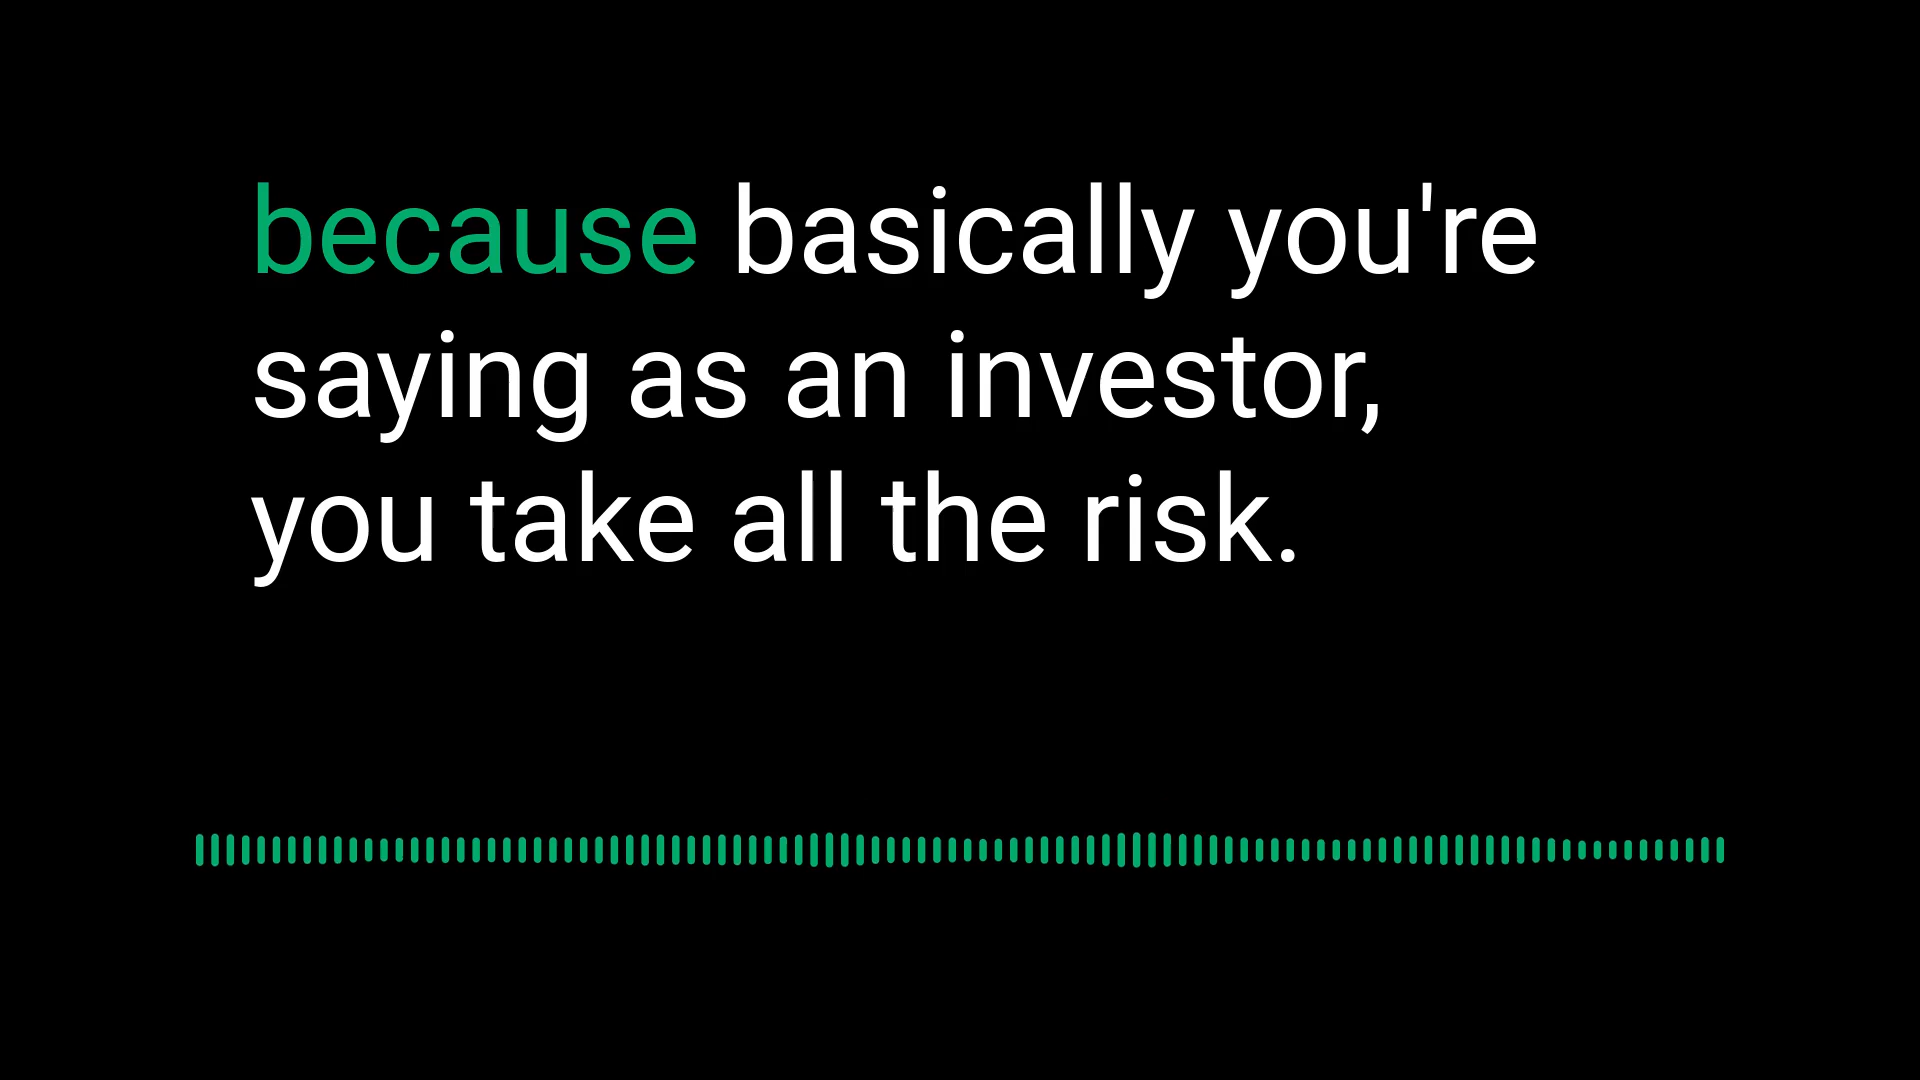 because basically you're
saying as an investor,
you take all the risk.